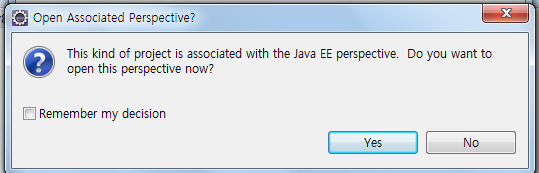 Open Associated Perspective?
This kind of project is associated with the Java EE perspective.  Do you want to
open this perspective now?
Remember my decision
Yes
No